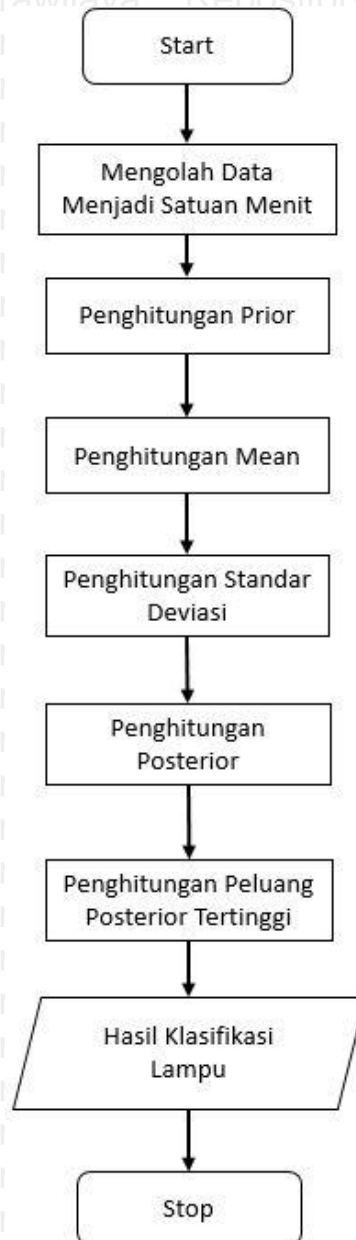 Start
Mengolah Data
Menjadi Satuan Menit
Penghitungan Prior
Penghitungan Mean
Penghitungan Standar
Deviasi
Penghitungan
Posterior
Penghitungan Peluang
Posterior Tertinggi
Hasil Klasifikasi
Lampu
Stop